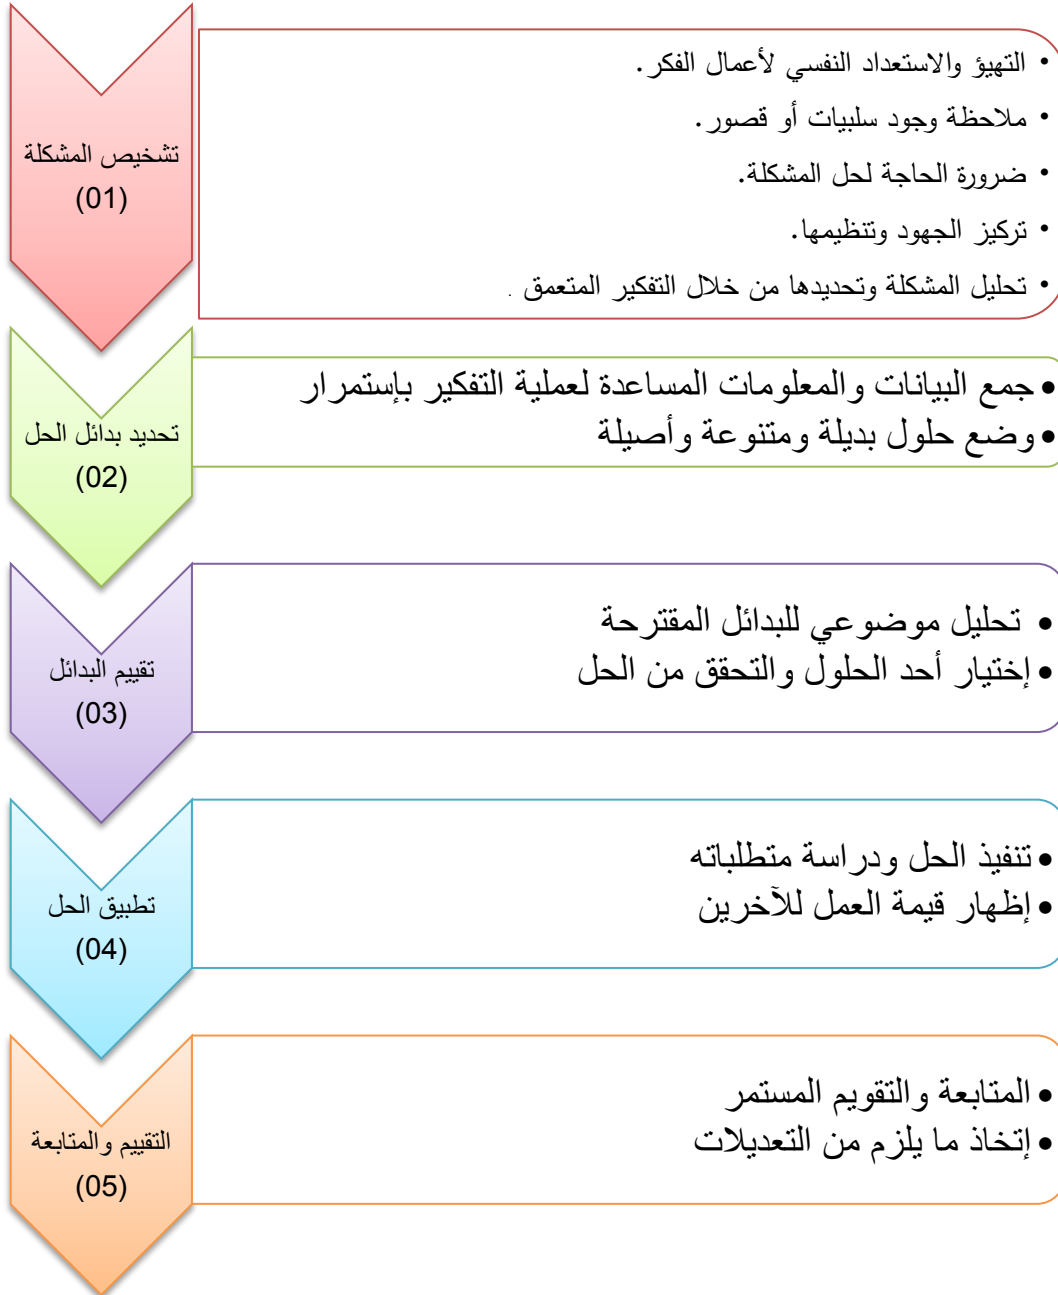 تشخيص المشكلة
(01)
• التهيؤ والاستعداد النفسي لأعمال الفكر.
• ملاحظة وجود سلبيات أو قصور.
• ضرورة الحاجة لحل المشكلة.
• تركيز الجهود وتنظيمها.
• تحليل المشكلة وتحديدها من خلال التفكير المتعمق .
تحديد بدائل الحل
(02)
• جمع البيانات والمعلومات المساعدة لعملية التفكير بإستمرار
• وضع حلول بديلة ومتنوعة وأصيلة
تقييم البدائل
(03)
• تحليل موضوعي للبدائل المقترحة
• إختيار أحد الحلول والتحقق من الحل
تطبيق الحل
(04)
• تنفيذ الحل ودراسة متطلباته
• إظهار قيمة العمل للآخرين
التقييم والمتابعة
(05)
• المتابعة والتقويم المستمر
• إتخاذ ما يلزم من التعديلات